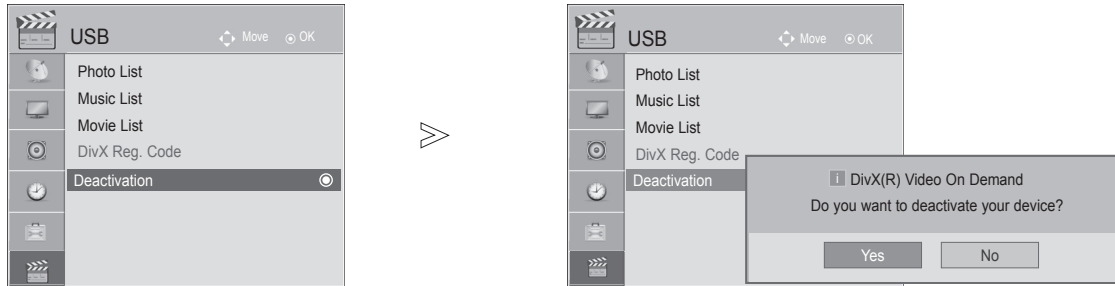 USB
Move
OK
Photo List
Music List
Movie List
DivX Reg. Code
Deactivation
USB
Move
OK
Photo List
Music List
Movie List
DivX Reg. Code
Deactivation
i DivX(R) Video On Demand
Do you want to deactivate your device?
Yes
No